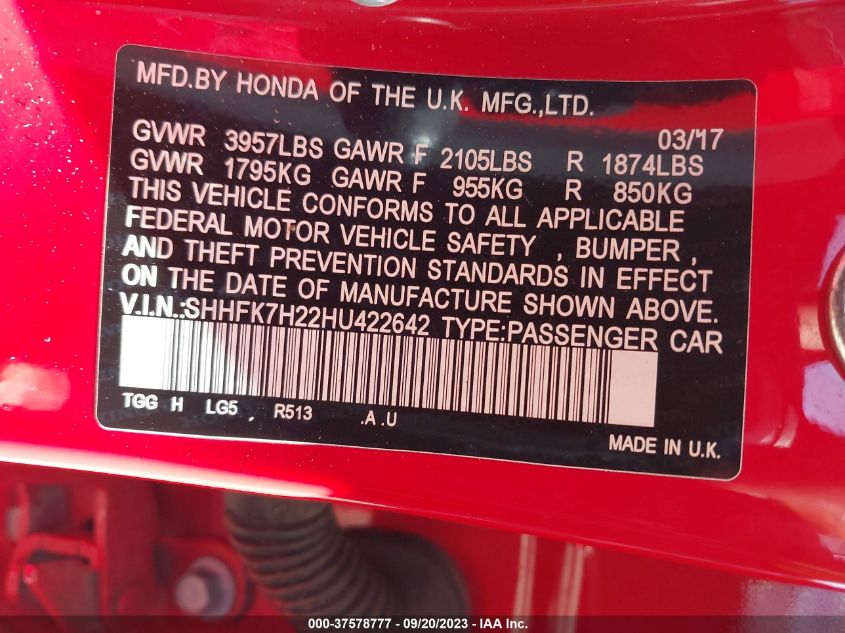 MFD.BY HONDA OF THE U.K. MFG.,LTD.
03/17
GVWR 3957LBS GAWR F 2105LBS R 1874LBS
GVWR 1795KG GAWR F 955KG R 850KG
THIS VEHICLE CONFORMS TO ALL APPLICABLE
FEDERAL MOTOR VEHICLE SAFETY , BUMPER ,
AND THEFT PREVENTION STANDARDS IN EFFECT
ON THE DATE OF MANUFACTURE SHOWN ABOVE.
V.I.N.:SHHFK7H22HU422642 TYPE:PASSENGER CAR
TGG H LG5 , R513 .A .U
MADE IN U.K.
000-37578777 - 09/20/2023 - IAA Inc.